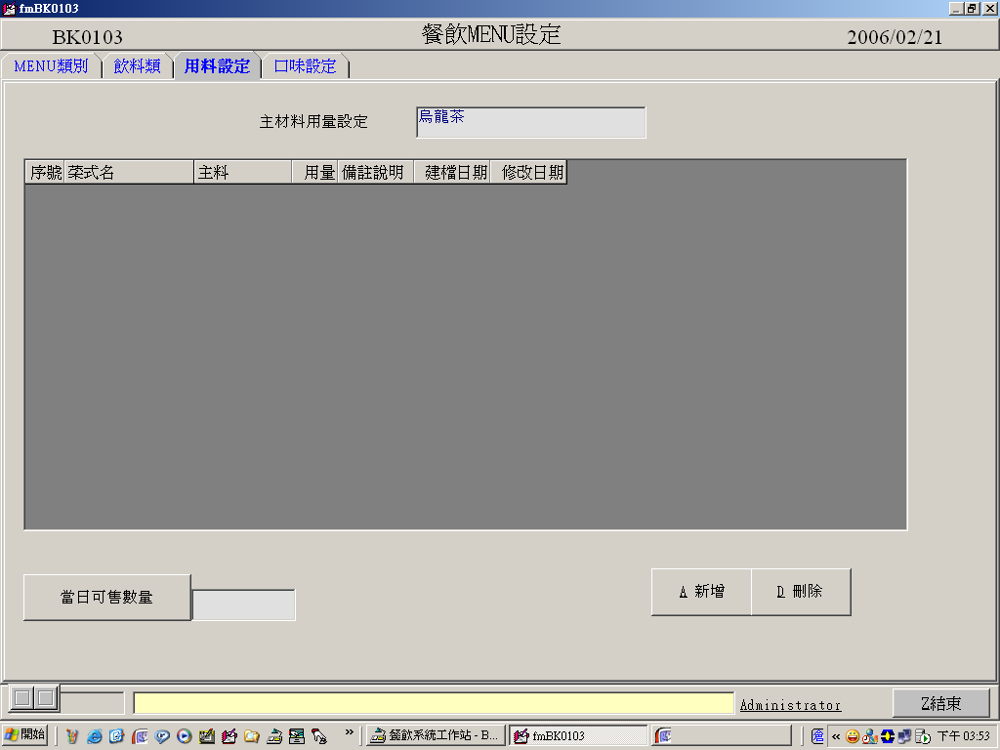 fmBK0103
BK0103 餐飲MENU設定 2006/02/21
MENU類別 飲料類 用料設定 口味設定
主材料用量設定 烏龍茶
序號 菜式名 主料 用量 備註說明 建檔日期 修改日期
當日可售數量
A 新增 D 刪除
Administrator Z結束
開始 » 餐飲系統工作站 - B... fmBK0103 « 下午 03:53